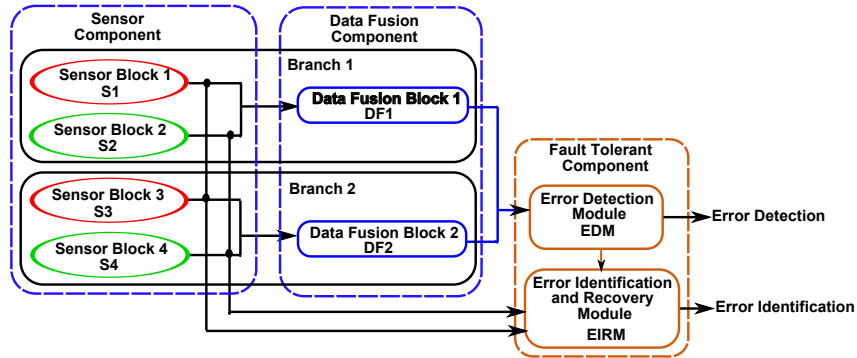 Sensor
Component
Data Fusion
Component
Branch 1
Sensor Block 1
S1
Sensor Block 2
S2
Data Fusion Block 1
DF1
Branch 2
Sensor Block 3
S3
Sensor Block 4
S4
Data Fusion Block 2
DF2
Fault Tolerant
Component
Error Detection
Module
EDM
Error Detection
Error Identification
and Recovery
Module
EIRM
Error Identification